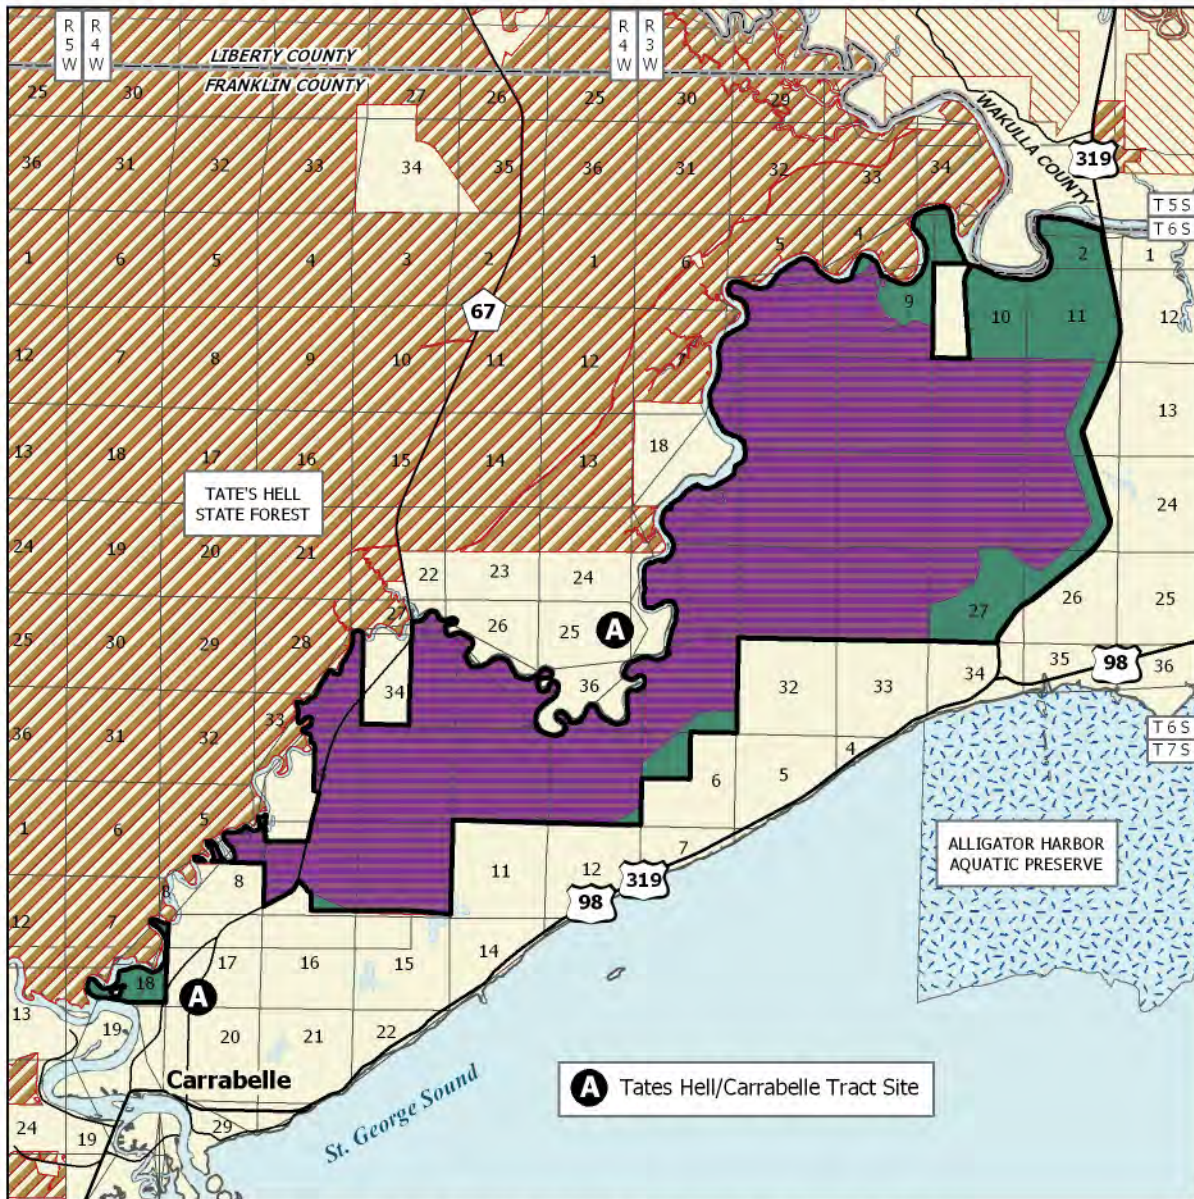 R R
5 4
W W
R R
4 3
W W
LIBERTY COUNTY
FRANKLIN COUNTY
25 30 27 26 25 30 29
WAKULLA COUNTY
319
36 31 32 33 34 35 36 31 32 33 34
T 5 S
T 6 S
1 6 5 4 3 2 1 6 5 4 2 1
67
9 10 11 12
12 7 8 9 10 11 12 7
13 18 17 16 15 14 13 18 13
TATE'S HELL
STATE FOREST
24 19 20 21 24
22 23 24
25 30 29 28 27 26 25 A 27 26 25
36 31 32 33 34 36 32 33 34 35 98 36
T 6 S
T 7 S
1 6 5 6 5 4
ALLIGATOR HARBOR
AQUATIC PRESERVE
8 8 11 12 7
98 319
12 7 17 16 15 14
18 A
13 19 20 21 22
Carrabelle
A Tates Hell/Carrabelle Tract Site
St. George Sound
24 19 29